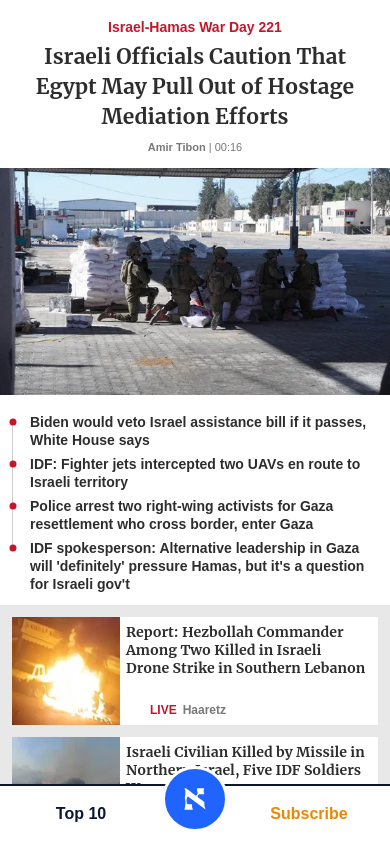 Israel-Hamas War Day 221
Israeli Officials Caution That
Egypt May Pull Out of Hostage
Mediation Efforts
Amir Tibon | 00:16
Biden would veto Israel assistance bill if it passes,
White House says
IDF: Fighter jets intercepted two UAVs en route to
Israeli territory
Police arrest two right-wing activists for Gaza
resettlement who cross border, enter Gaza
IDF spokesperson: Alternative leadership in Gaza
will 'definitely' pressure Hamas, but it's a question
for Israeli gov't
Report: Hezbollah Commander
Among Two Killed in Israeli
Drone Strike in Southern Lebanon
LIVE Haaretz
Israeli Civilian Killed by Missile in
Northern Israel, Five IDF Soldiers
Top 10
Subscribe